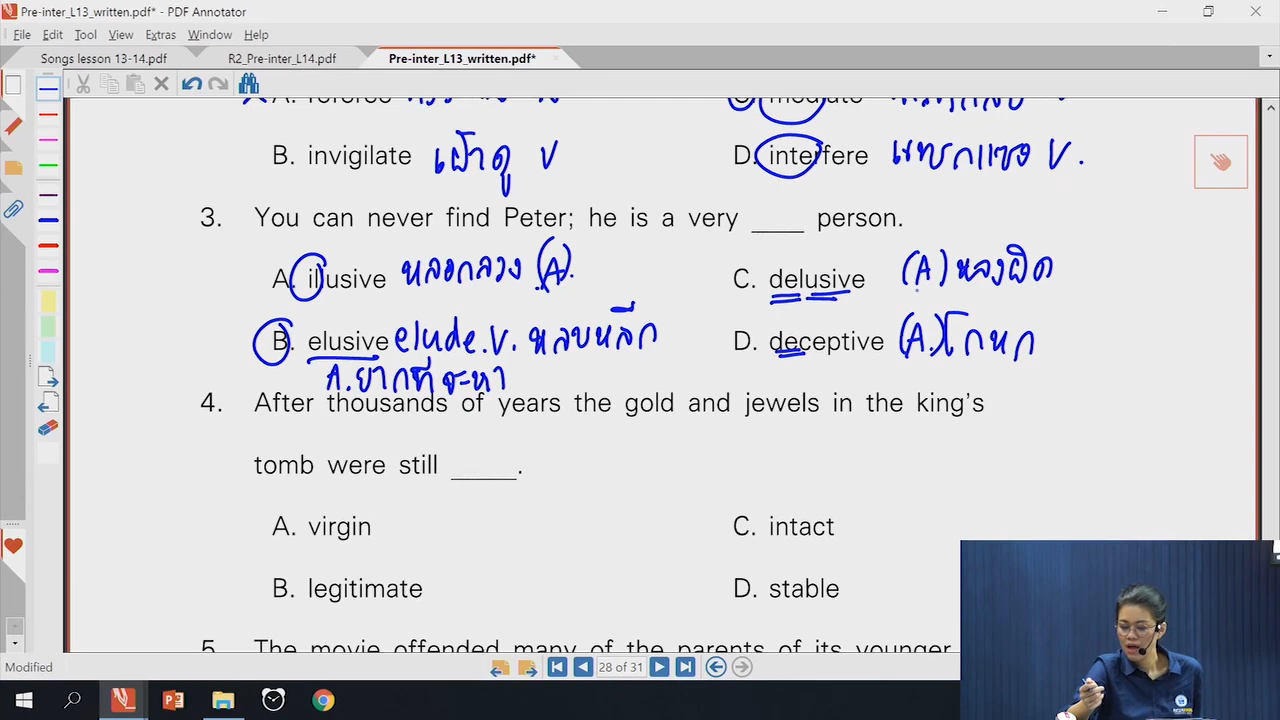 Pre-inter_L13_written.pdf* - PDF Annotator
File Edit Tool View Extras Window Help
Songs lesson 13-14.pdf R2_Pre-inter_L14.pdf Pre-inter_L13_written.pdf*
B. invigilate เฝ้าดู V D. interfere แทรกแซง V.
3. You can never find Peter; he is a very ____ person.
A. illusive หลอกลวง (A). C. delusive (A) หลงผิด
B. elusive elude.V. หลบหลีก D. deceptive (A.) โกหก
A. ยากที่จะหา
4. After thousands of years the gold and jewels in the king's
tomb were still _____.
A. virgin C. intact
B. legitimate D. stable
5. The movie offended many of the parents of its younger
Modified 28 of 31